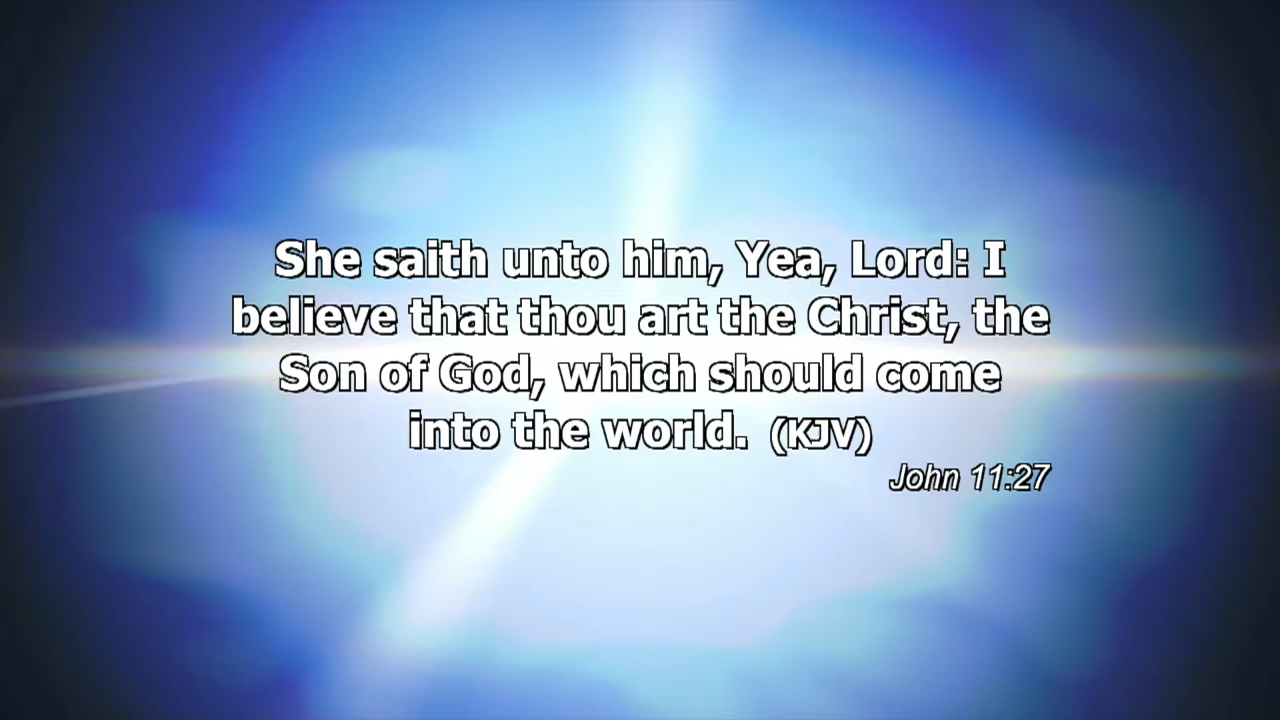 She saith unto him, Yea, Lord: I
believe that thou art the Christ, the
Son of God, which should come
into the world. (KJV)
John 11:27